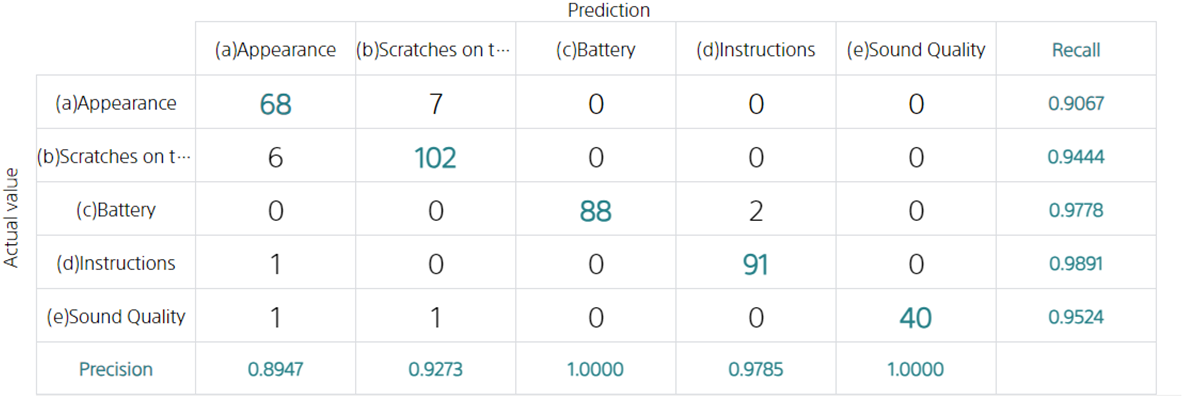 Prediction
(a)Appearance (b)Scratches on t··· (c)Battery (d)Instructions (e)Sound Quality Recall
Actual value
(a)Appearance 68 7 0 0 0 0.9067
(b)Scratches on t··· 6 102 0 0 0 0.9444
(c)Battery 0 0 88 2 0 0.9778
(d)Instructions 1 0 0 91 0 0.9891
(e)Sound Quality 1 1 0 0 40 0.9524
Precision 0.8947 0.9273 1.0000 0.9785 1.0000